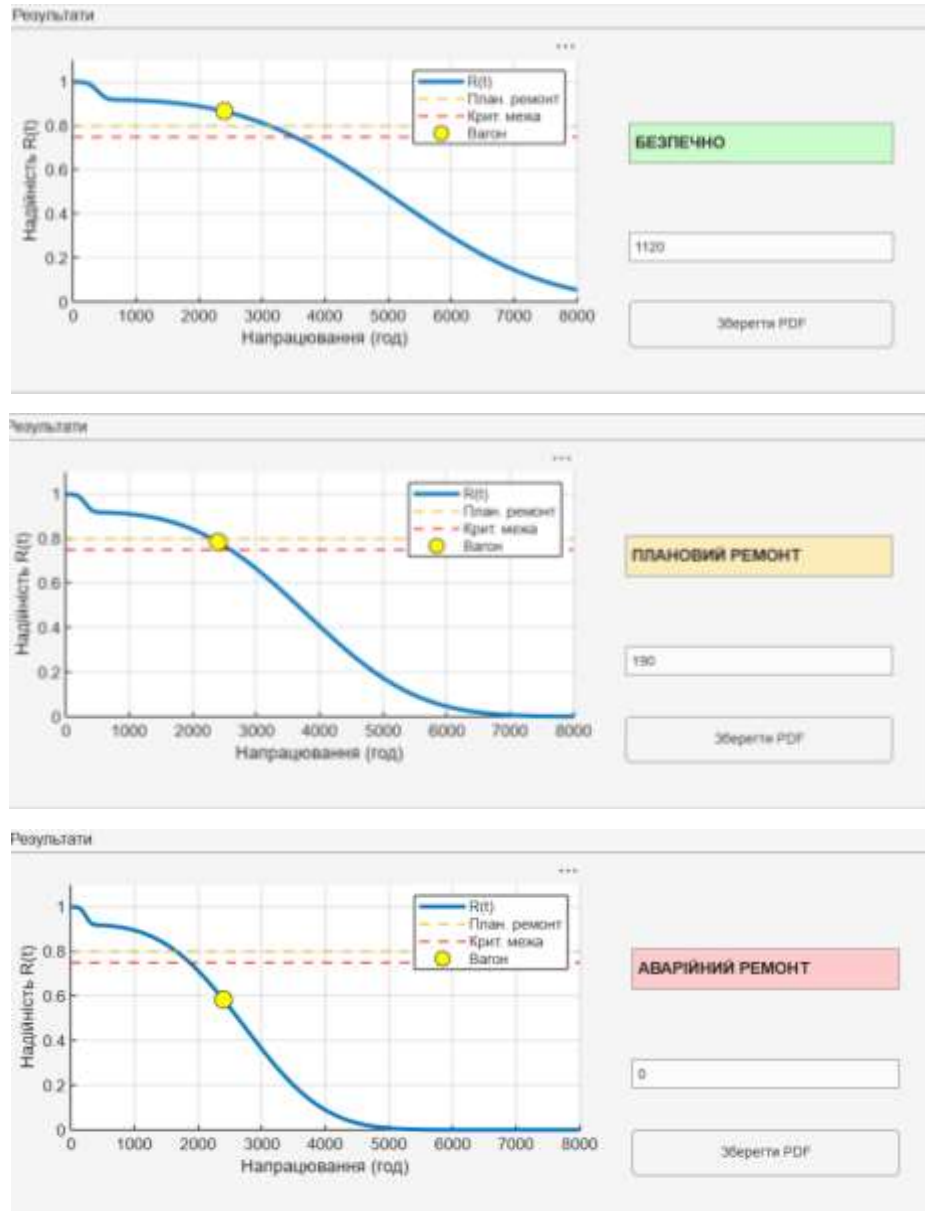 Результати
...
1
0.8
0.6
0.4
0.2
0
Надійність R(t)
R(t)
План. ремонт
Крит. межа
Вагон
0 1000 2000 3000 4000 5000 6000 7000 8000
Напрацювання (год)
БЕЗПЕЧНО
1120
Зберегти PDF
Результати
...
1
0.8
0.6
0.4
0.2
0
Надійність R(t)
R(t)
План. ремонт
Крит. межа
Вагон
0 1000 2000 3000 4000 5000 6000 7000 8000
Напрацювання (год)
ПЛАНОВИЙ РЕМОНТ
190
Зберегти PDF
Результати
...
1
0.8
0.6
0.4
0.2
0
Надійність R(t)
R(t)
План. ремонт
Крит. межа
Вагон
0 1000 2000 3000 4000 5000 6000 7000 8000
Напрацювання (год)
АВАРІЙНИЙ РЕМОНТ
0
Зберегти PDF